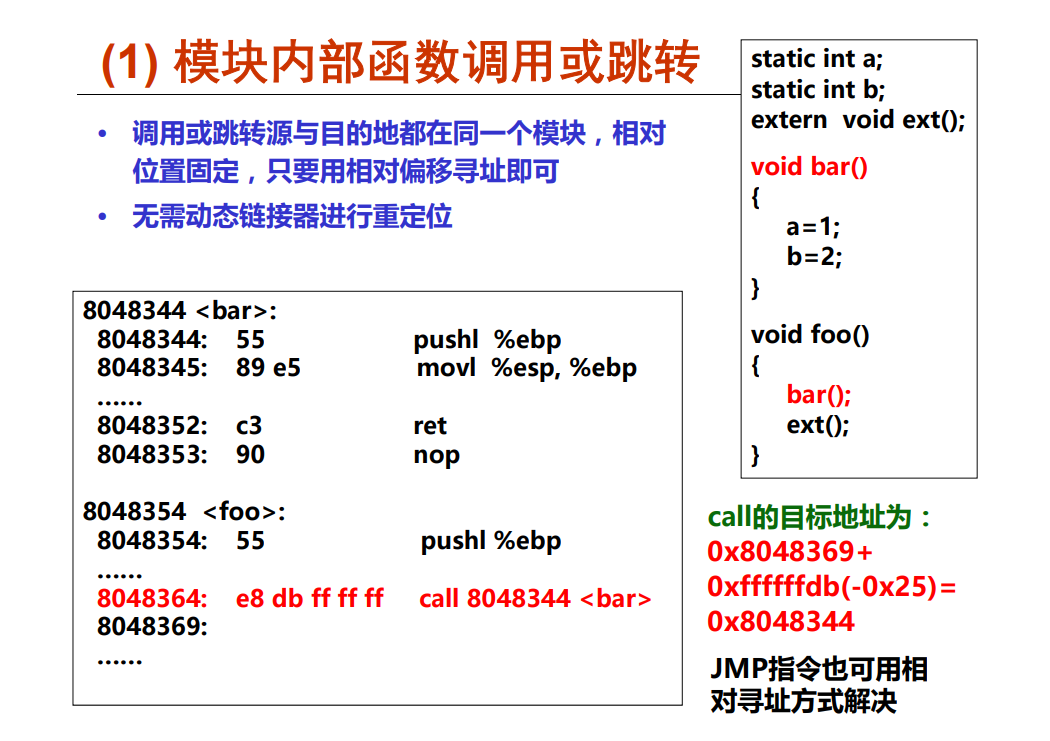 (1) 模块内部函数调用或跳转
• 调用或跳转源与目的地都在同一个模块，相对
位置固定，只要用相对偏移寻址即可
• 无需动态链接器进行重定位
static int a;
static int b;
extern void ext();
void bar()
{
a=1;
b=2;
}
void foo()
{
bar();
ext();
}
8048344 <bar>:
8048344: 55 pushl %ebp
8048345: 89 e5 movl %esp, %ebp
......
8048352: c3 ret
8048353: 90 nop
8048354 <foo>:
8048354: 55 pushl %ebp
......
8048364: e8 db ff ff ff call 8048344 <bar>
8048369:
......
call的目标地址为：
0x8048369+
0xffffffdb(-0x25)=
0x8048344
JMP指令也可用相
对寻址方式解决